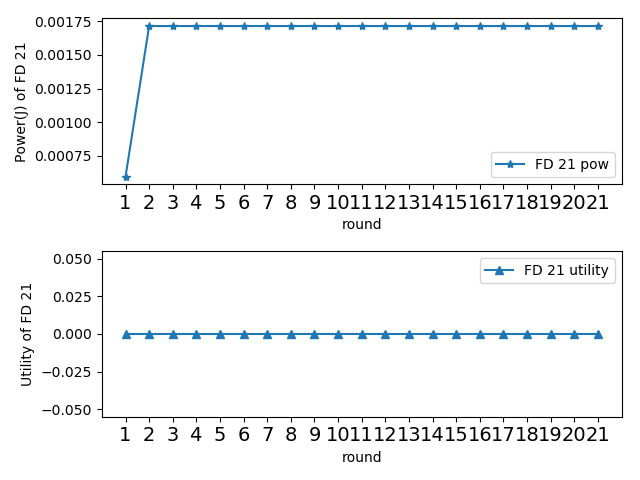 Power(J) of FD 21
0.00175
0.00150
0.00125
0.00100
0.00075
FD 21 pow
1 2 3 4 5 6 7 8 9 10 11 12 13 14 15 16 17 18 19 20 21
round
Utility of FD 21
0.050
0.025
0.000
−0.025
−0.050
FD 21 utility
1 2 3 4 5 6 7 8 9 10 11 12 13 14 15 16 17 18 19 20 21
round